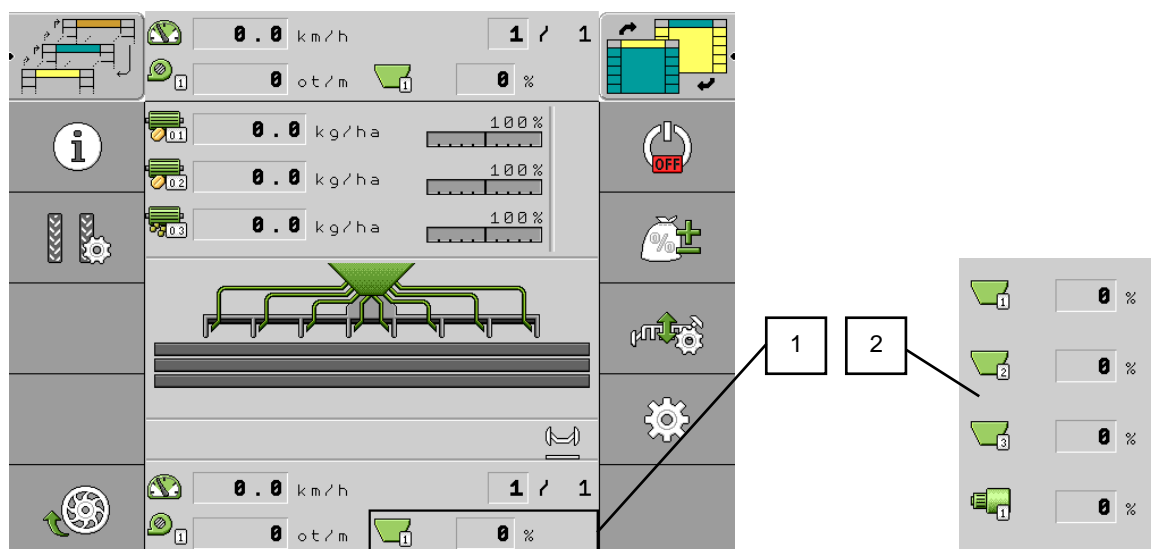 0.0 km/h 1 / 1
1 0 ot/m 1 0 %
01 0.0 kg/ha 100%
02 0.0 kg/ha 100%
03 0.0 kg/ha 100%
i
OFF
%
1 2
0.0 km/h 1 / 1
1 0 ot/m 1 0 %
1 0 %
2 0 %
3 0 %
1 0 %